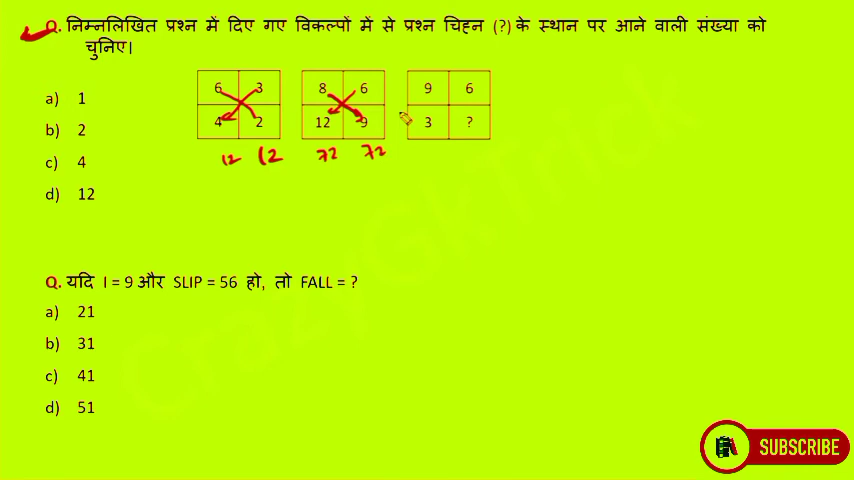 Q. निम्नलिखित प्रश्न में दिए गए विकल्पों में से प्रश्न चिह्न (?) के स्थान पर आने वाली संख्या को
चुनिए।
6 3 8 6 9 6
a) 1
4 2 12 9 3 ?
b) 2
12 12 72 72
c) 4
d) 12
CrazyGkTrick
Q. यदि I = 9 और SLIP = 56 हो, तो FALL = ?
a) 21
b) 31
c) 41
d) 51
SUBSCRIBE